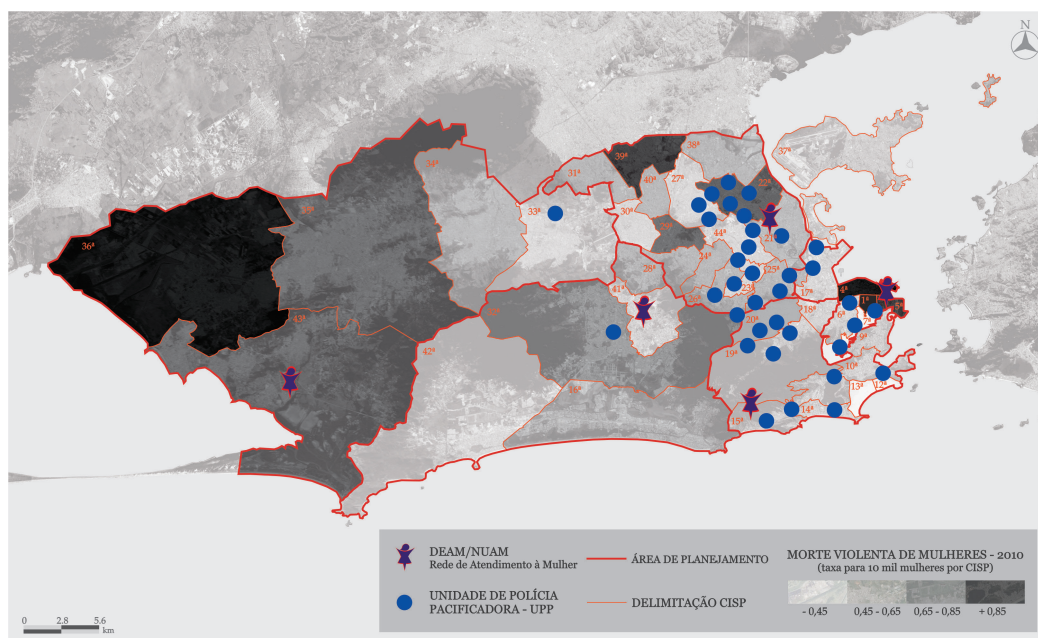 N
39ª
38ª
37ª
34ª
31ª
40ª
27ª
22ª
35ª
33ª
30ª
44ª
21ª
36ª
24ª
28ª
25ª
41ª
23ª
17ª
4ª
1ª
5ª
18ª
6ª
7ª
43ª
20ª
9ª
42ª
19ª
10ª
16ª
13ª
12ª
15ª
14ª
DEAM/NUAM
Rede de Atendimento à Mulher
ÁREA DE PLANEJAMENTO
MORTE VIOLENTA DE MULHERES - 2010
(taxa para 10 mil mulheres por CISP)
UNIDADE DE POLÍCIA
PACIFICADORA - UPP
DELIMITAÇÃO CISP
- 0,45
0,45 - 0,65
0,65 - 0,85
+ 0,85
0 2.8 5.6
km